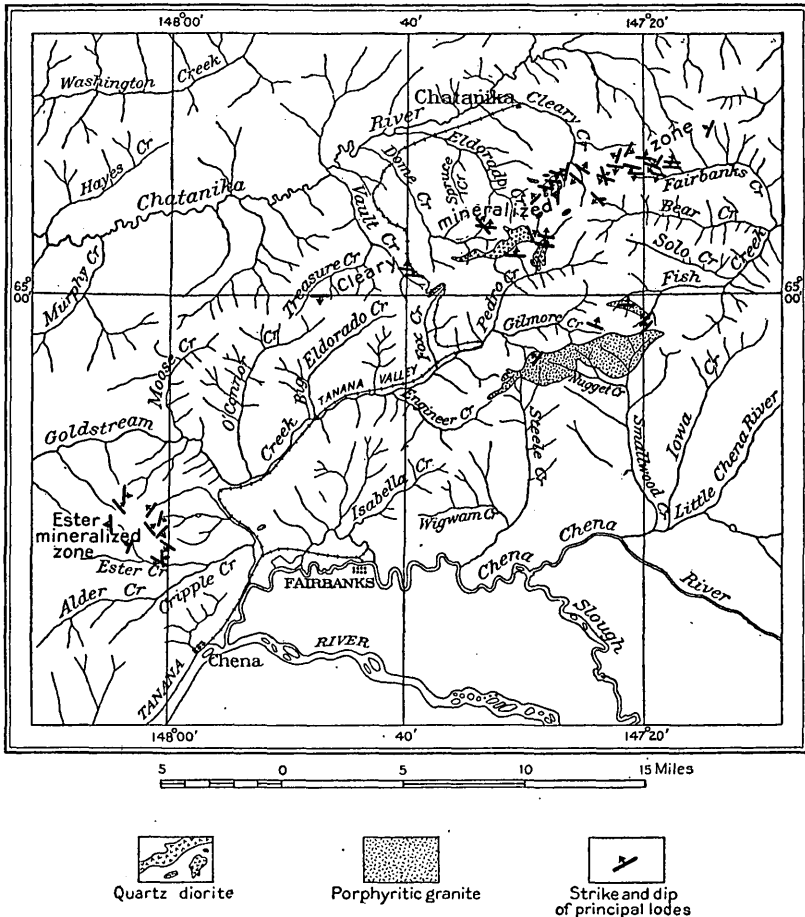 148°00'
40'
147°20'
Washington Creek
Chatanika
River
Cleary Cr
zone
Hayes Cr
Dome Cr
Spruce Cr
Eldorado Cr
Fairbanks Cr
Chatanika
Vault Cr
mineralized
Bear Cr
Solo Cr
Creek
Murphy Cr
Treasure Cr
Cleary
Pedro Cr
Fish
65°00'
65°00'
Moose Cr
O'Connor Cr
Big Eldorado Cr
Fox Cr
Gilmore Cr
TANANA VALLEY
Nugget Cr
Engineer Cr
Goldstream
Creek
Steele Cr
Smallwood Cr
Iowa Cr
Little Chena River
Isabella Cr
Wigwam Cr
Ester
mineralized
zone
Ester Cr
Alder Cr
Cripple Cr
FAIRBANKS
Chena
Chena
River
Slough
Chena
TANANA
RIVER
148°00'
40'
147°20'
5 0 5 10 15 Miles
Quartz diorite
Porphyritic granite
Strike and dip
of principal lodes